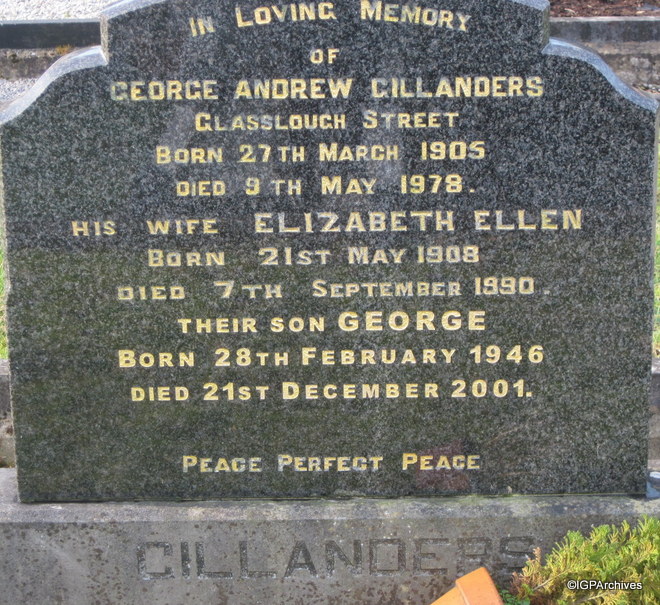 In Loving Memory
of
George Andrew Gillanders
Glasslough Street
Born 27th March 1905
Died 9th May 1978.
His wife Elizabeth Ellen
Born 21st May 1908
Died 7th September 1990.
Their son George
Born 28th February 1946
Died 21st December 2001.
Peace Perfect Peace
GILLANDERS
©IGPArchives